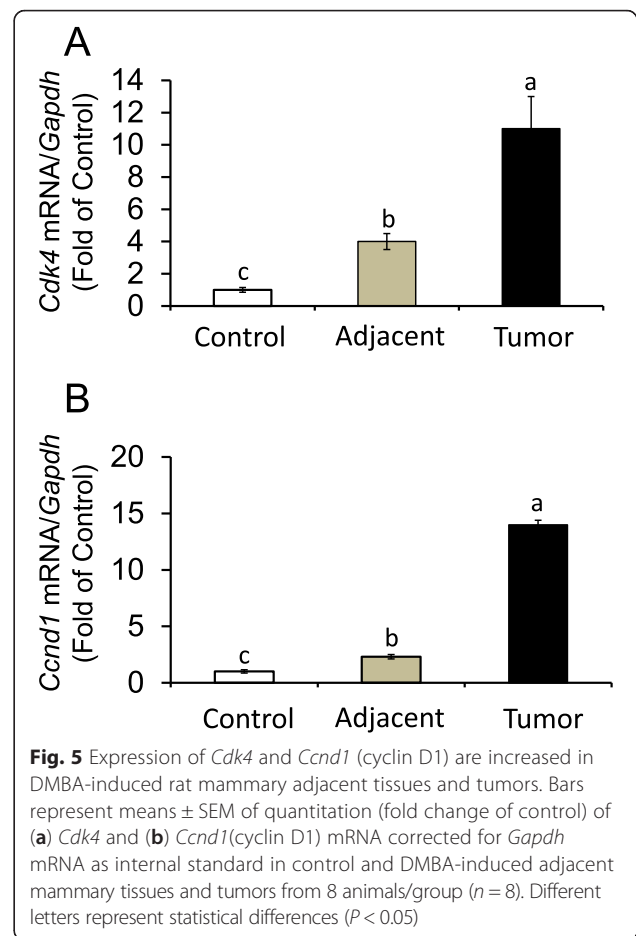 A
Cdk4 mRNA/Gapdh
(Fold of Control)
14
12
10
8
6
4
2
0
c
b
a
Control Adjacent Tumor
B
Ccnd1 mRNA/Gapdh
(Fold of Control)
20
15
10
5
0
c
b
a
Control Adjacent Tumor
Fig. 5 Expression of Cdk4 and Ccnd1 (cyclin D1) are increased in
DMBA-induced rat mammary adjacent tissues and tumors. Bars
represent means ± SEM of quantitation (fold change of control) of
(a) Cdk4 and (b) Ccnd1(cyclin D1) mRNA corrected for Gapdh
mRNA as internal standard in control and DMBA-induced adjacent
mammary tissues and tumors from 8 animals/group (n = 8). Different
letters represent statistical differences (P < 0.05)